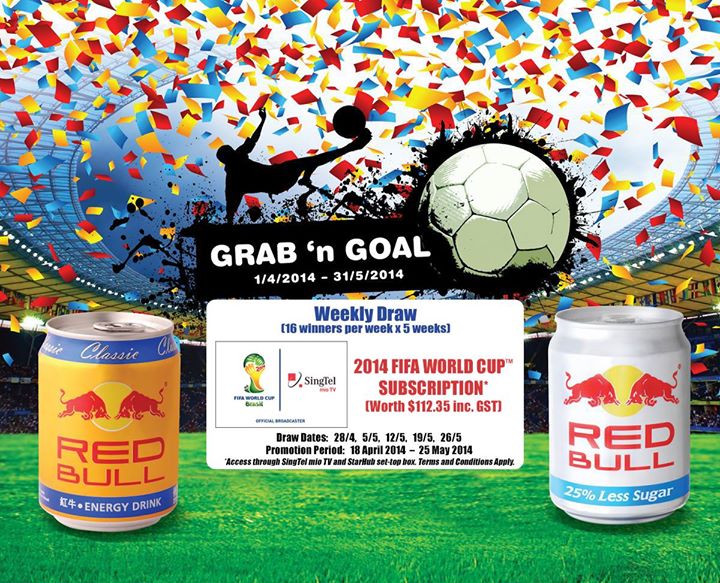 GRAB 'n GOAL
1/4/2014 – 31/5/2014
Weekly Draw
(16 winners per week x 5 weeks)
FIFA WORLD CUP
Brasil
SingTel
mio TV
OFFICIAL BROADCASTER
2014 FIFA WORLD CUP™
SUBSCRIPTION*
(Worth $112.35 inc. GST)
Draw Dates: 28/4, 5/5, 12/5, 19/5, 26/5
Promotion Period: 18 April 2014 – 25 May 2014
*Access through SingTel mio TV and StarHub set-top box. Terms and Conditions Apply.
Classic
RED
BULL
紅牛 • ENERGY DRINK
RED
BULL
25% Less Sugar